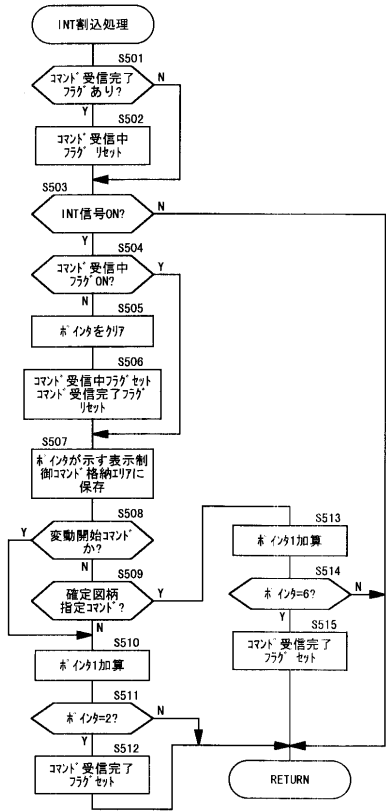 INT割込処理
S501
コマンド受信完了
フラグあり?
N
Y
S502
コマンド受信中
フラグリセット
S503
INT信号ON?
N
Y
S504
コマンド受信中
フラグON?
Y
N
S505
ポインタをクリア
S506
コマンド受信中フラグセット
コマンド受信完了フラグ
リセット
S507
ポインタが示す表示制
御コマンド格納エリアに
保存
S508
変動開始コマンド
か?
Y
N
S509
確定図柄
指定コマンド?
Y
N
S510
ポインタ1加算
S511
ポインタ=2?
N
Y
S512
コマンド受信完了
フラグセット
S513
ポインタ1加算
S514
ポインタ=6?
N
Y
S515
コマンド受信完了
フラグセット
RETURN